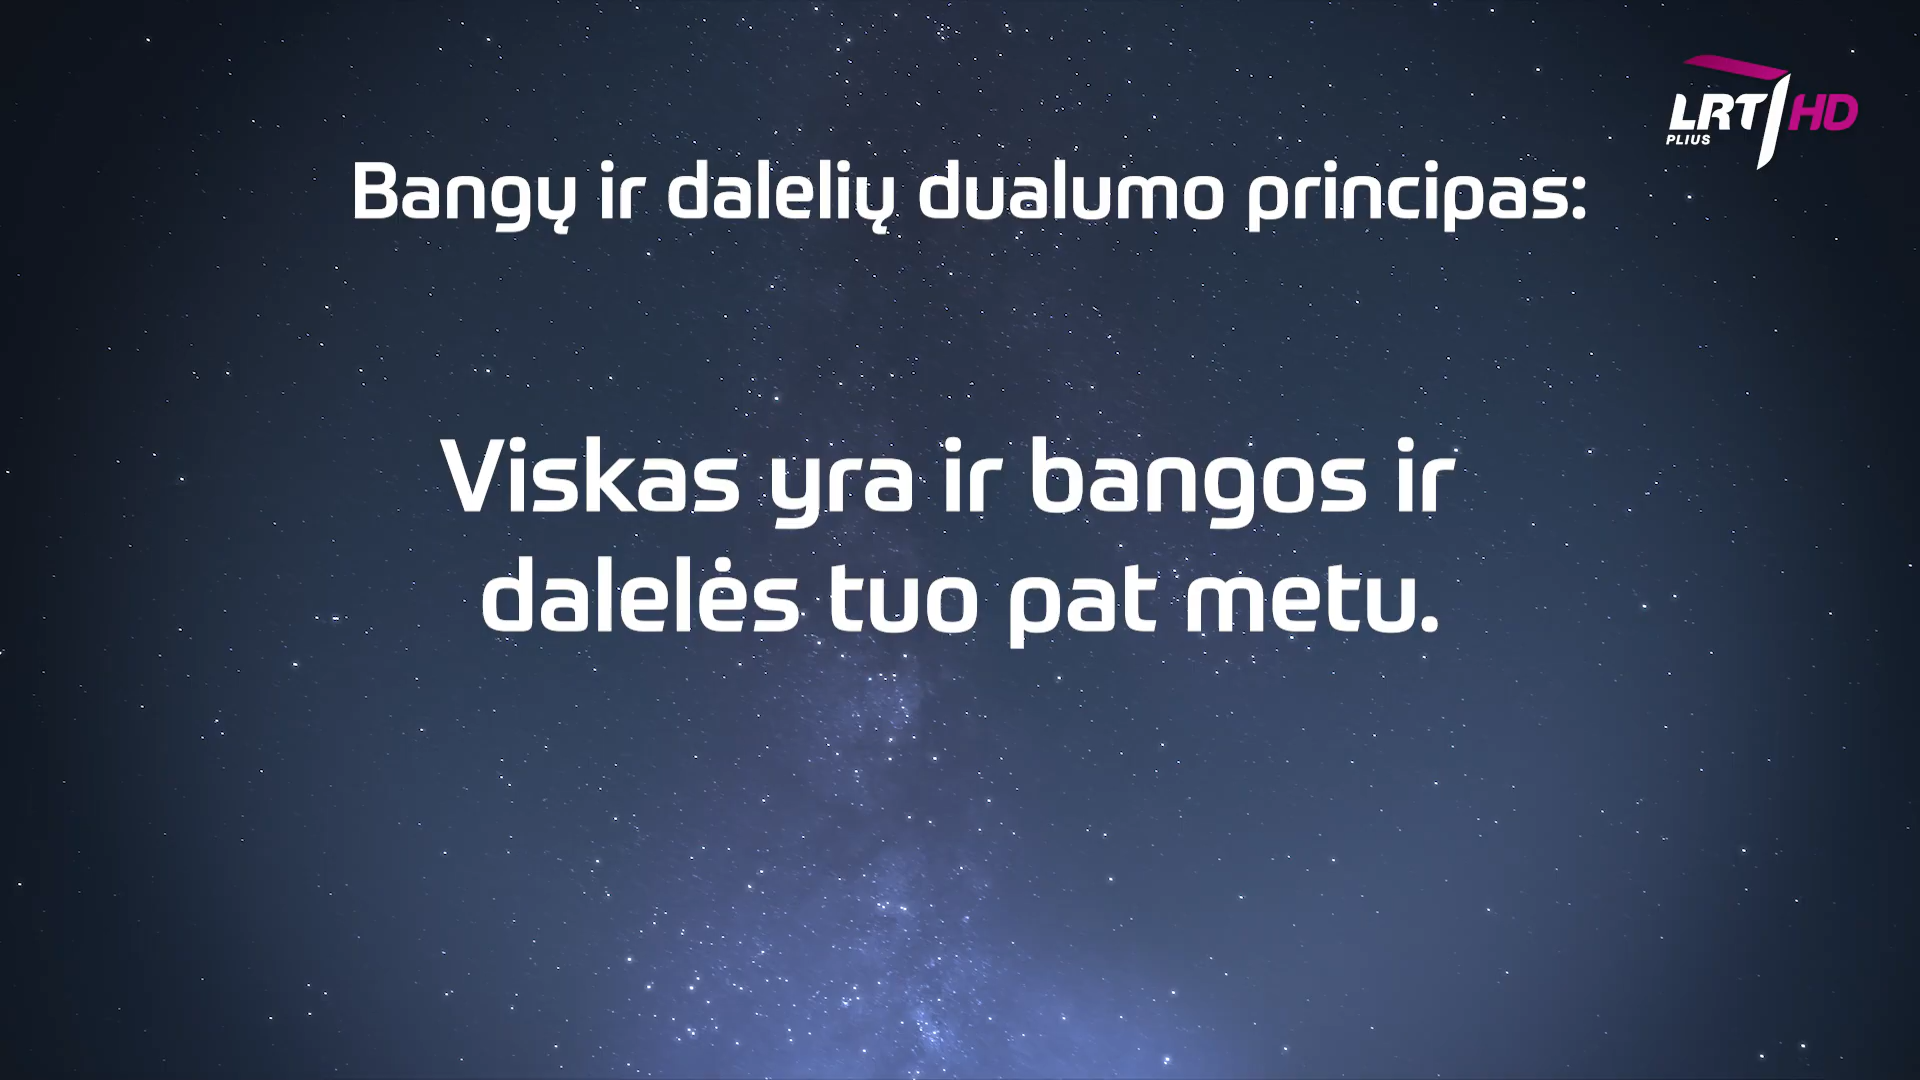 LRT HD
PLIUS
Bangų ir dalelių dualumo principas:
Viskas yra ir bangos ir
dalelės tuo pat metu.